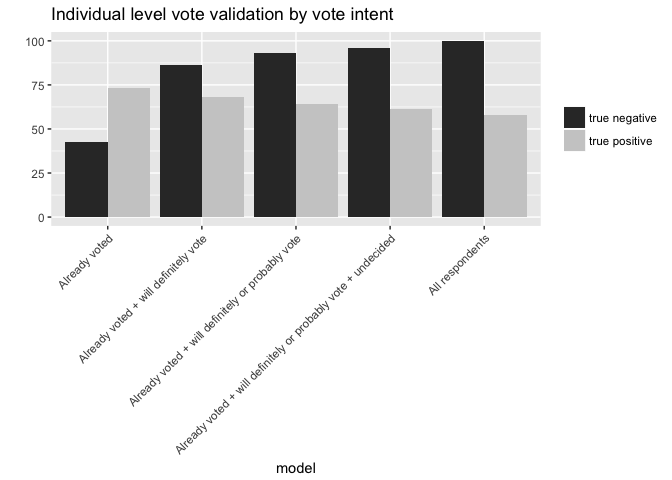 Individual level vote validation by vote intent
100
75
50
25
0
Already voted
Already voted + will definitely vote
Already voted + will definitely or probably vote
Already voted + will definitely or probably vote + undecided
All respondents
model
true negative
true positive